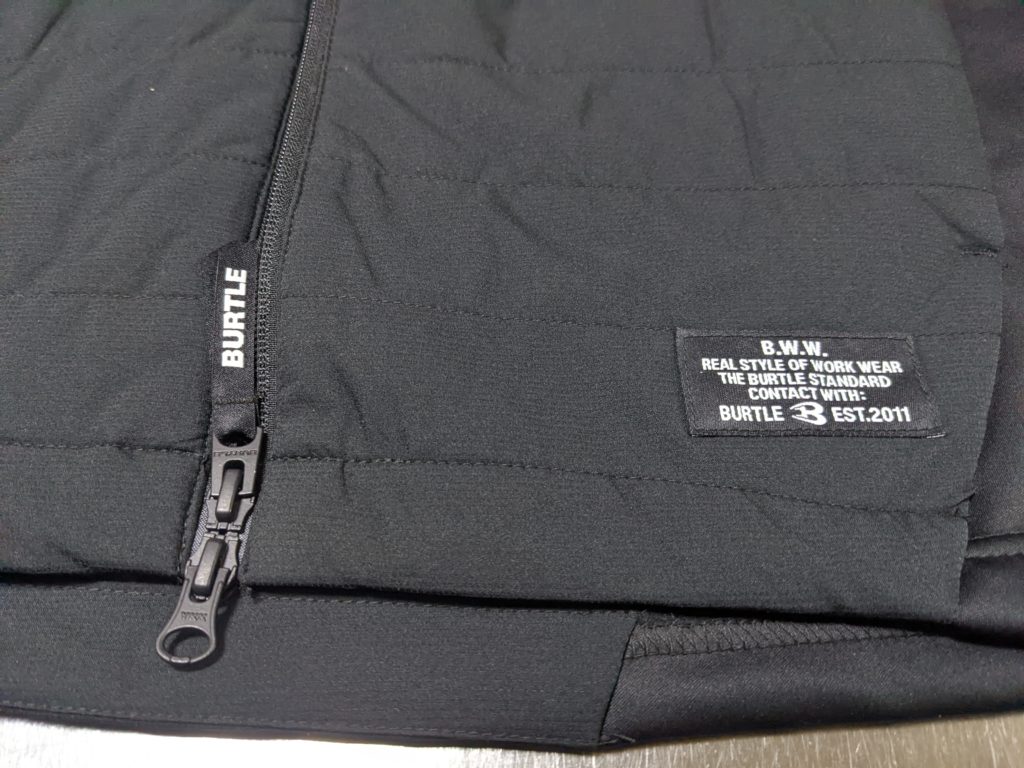 BURTLE
B.W.W.
REAL STYLE OF WORK WEAR
THE BURTLE STANDARD
CONTACT WITH:
BURTLE B EST.2011